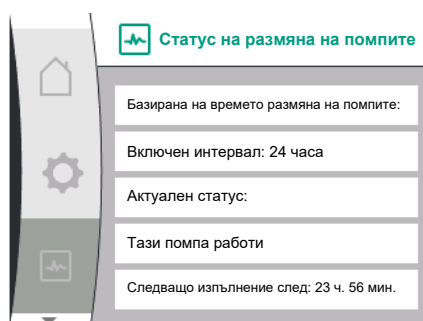 Статус на размяна на помпите
Базирана на времето размяна на помпите:
Включен интервал: 24 часа
Актуален статус:
Тази помпа работи
Следващо изпълнение след: 23 ч. 56 мин.